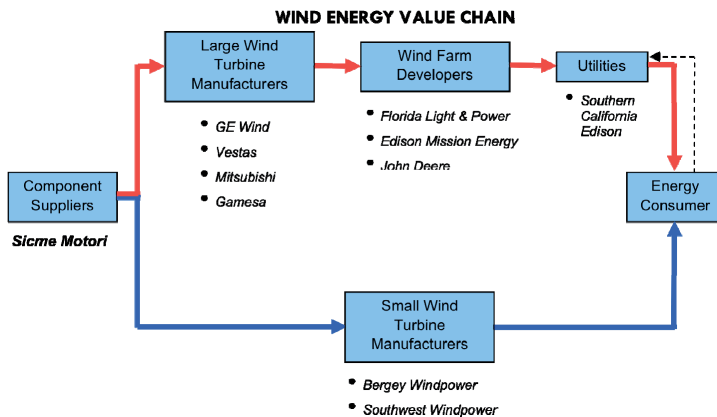 WIND ENERGY VALUE CHAIN
Large Wind
Turbine
Manufacturers
Wind Farm
Developers
Utilities
• GE Wind
• Vestas
• Mitsubishi
• Gamesa
• Florida Light & Power
• Edison Mission Energy
• John Deere
• Southern
California
Edison
Component
Suppliers
Sicme Motori
Energy
Consumer
Small Wind
Turbine
Manufacturers
• Bergey Windpower
• Southwest Windpower